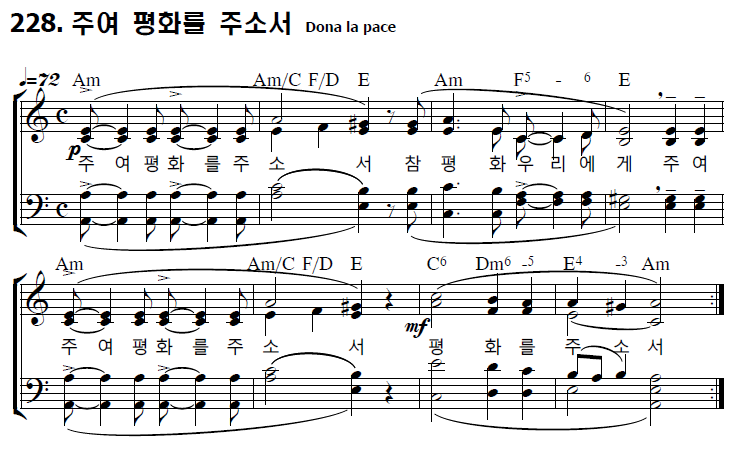 228. 주여 평화를 주소서 Dona la pace
♩=72 Am Am/C F/D E Am F5 - 6 E
p
주 여 평 화 를 주 소 서 참 평 화 우 리 에 게 주 여
Am Am/C F/D E C6 Dm6 -5 E4 -3 Am
mf
주 여 평 화 를 주 소 서 평 화 를 주 소 서